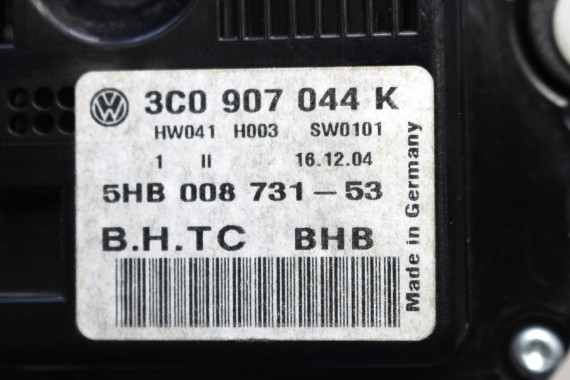 3C0 907 044 K
HW041 H003 SW0101
1 II 16.12.04
5HB 008 731-53
B.H.TC BHB
Made in Germany